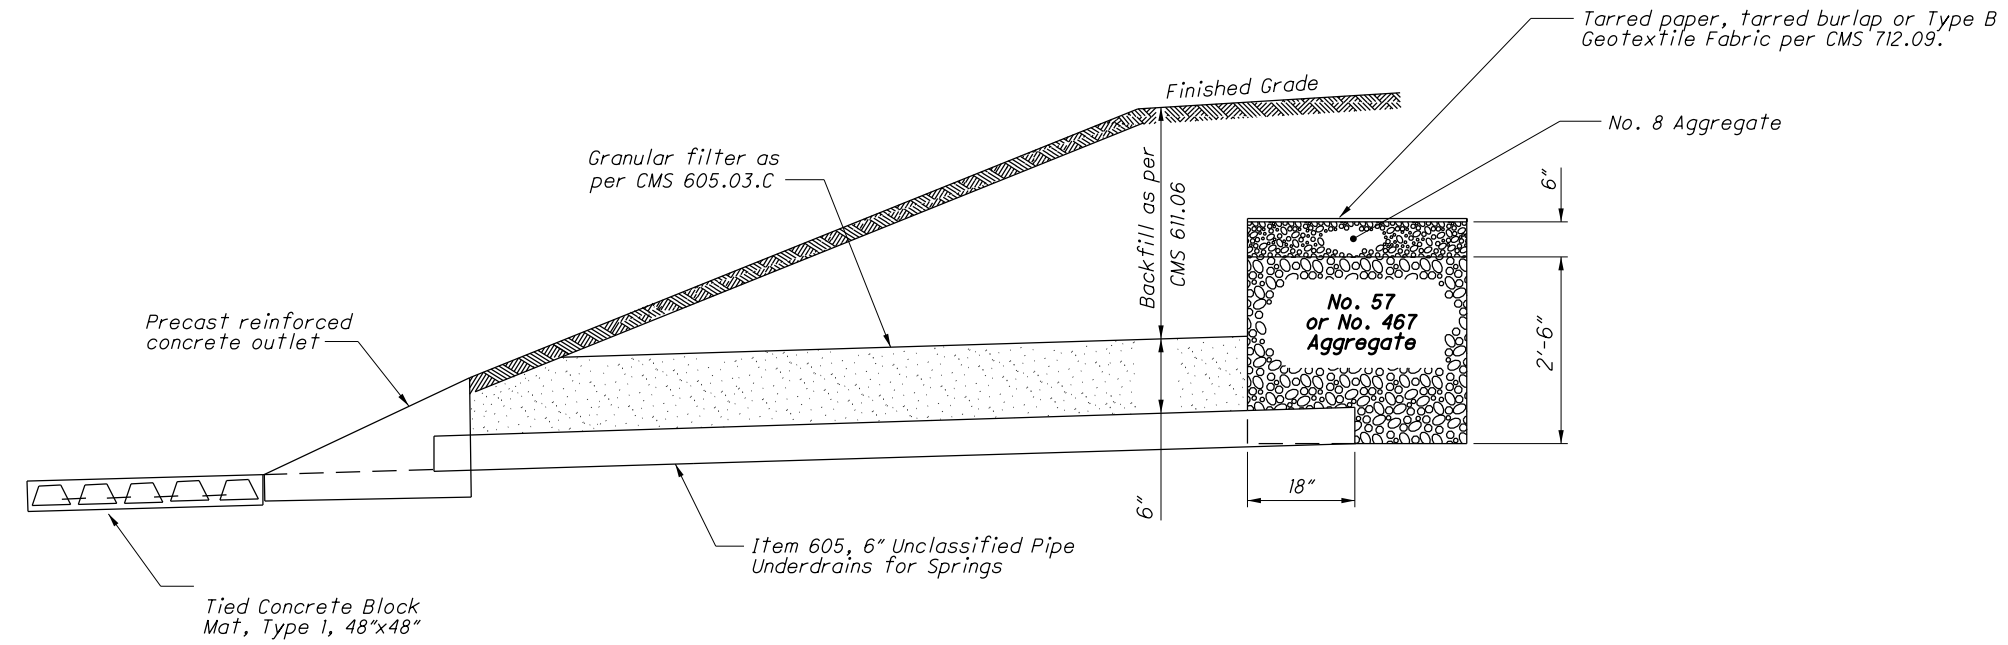 Tarred paper, tarred burlap or Type B
Geotextile Fabric per CMS 712.09.
Finished Grade
No. 8 Aggregate
Granular filter as
per CMS 605.03.C
Backfill as per
CMS 611.06
6"
No. 57
or No. 467
Aggregate
2'-6"
Precast reinforced
concrete outlet
18"
6"
Item 605, 6" Unclassified Pipe
Underdrains for Springs
Tied Concrete Block
Mat, Type 1, 48"x48"